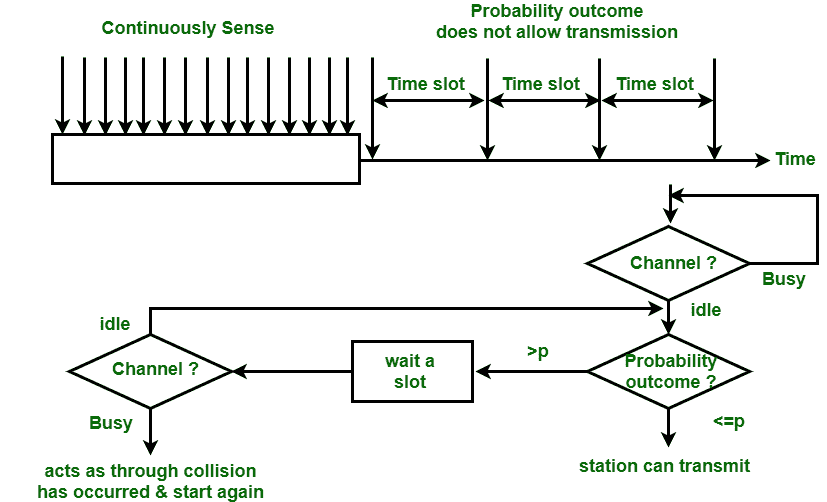 Continuously Sense
Probability outcome
does not allow transmission
Time slot
Time slot
Time slot
Time
Channel ?
Busy
idle
idle
Channel ?
wait a
slot
>p
Probability
outcome ?
Busy
<=p
acts as through collision
has occurred & start again
station can transmit